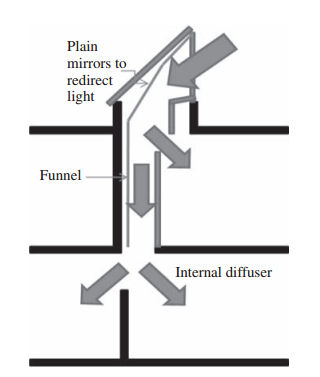 Plain
mirrors to
redirect
light
Funnel
Internal diffuser